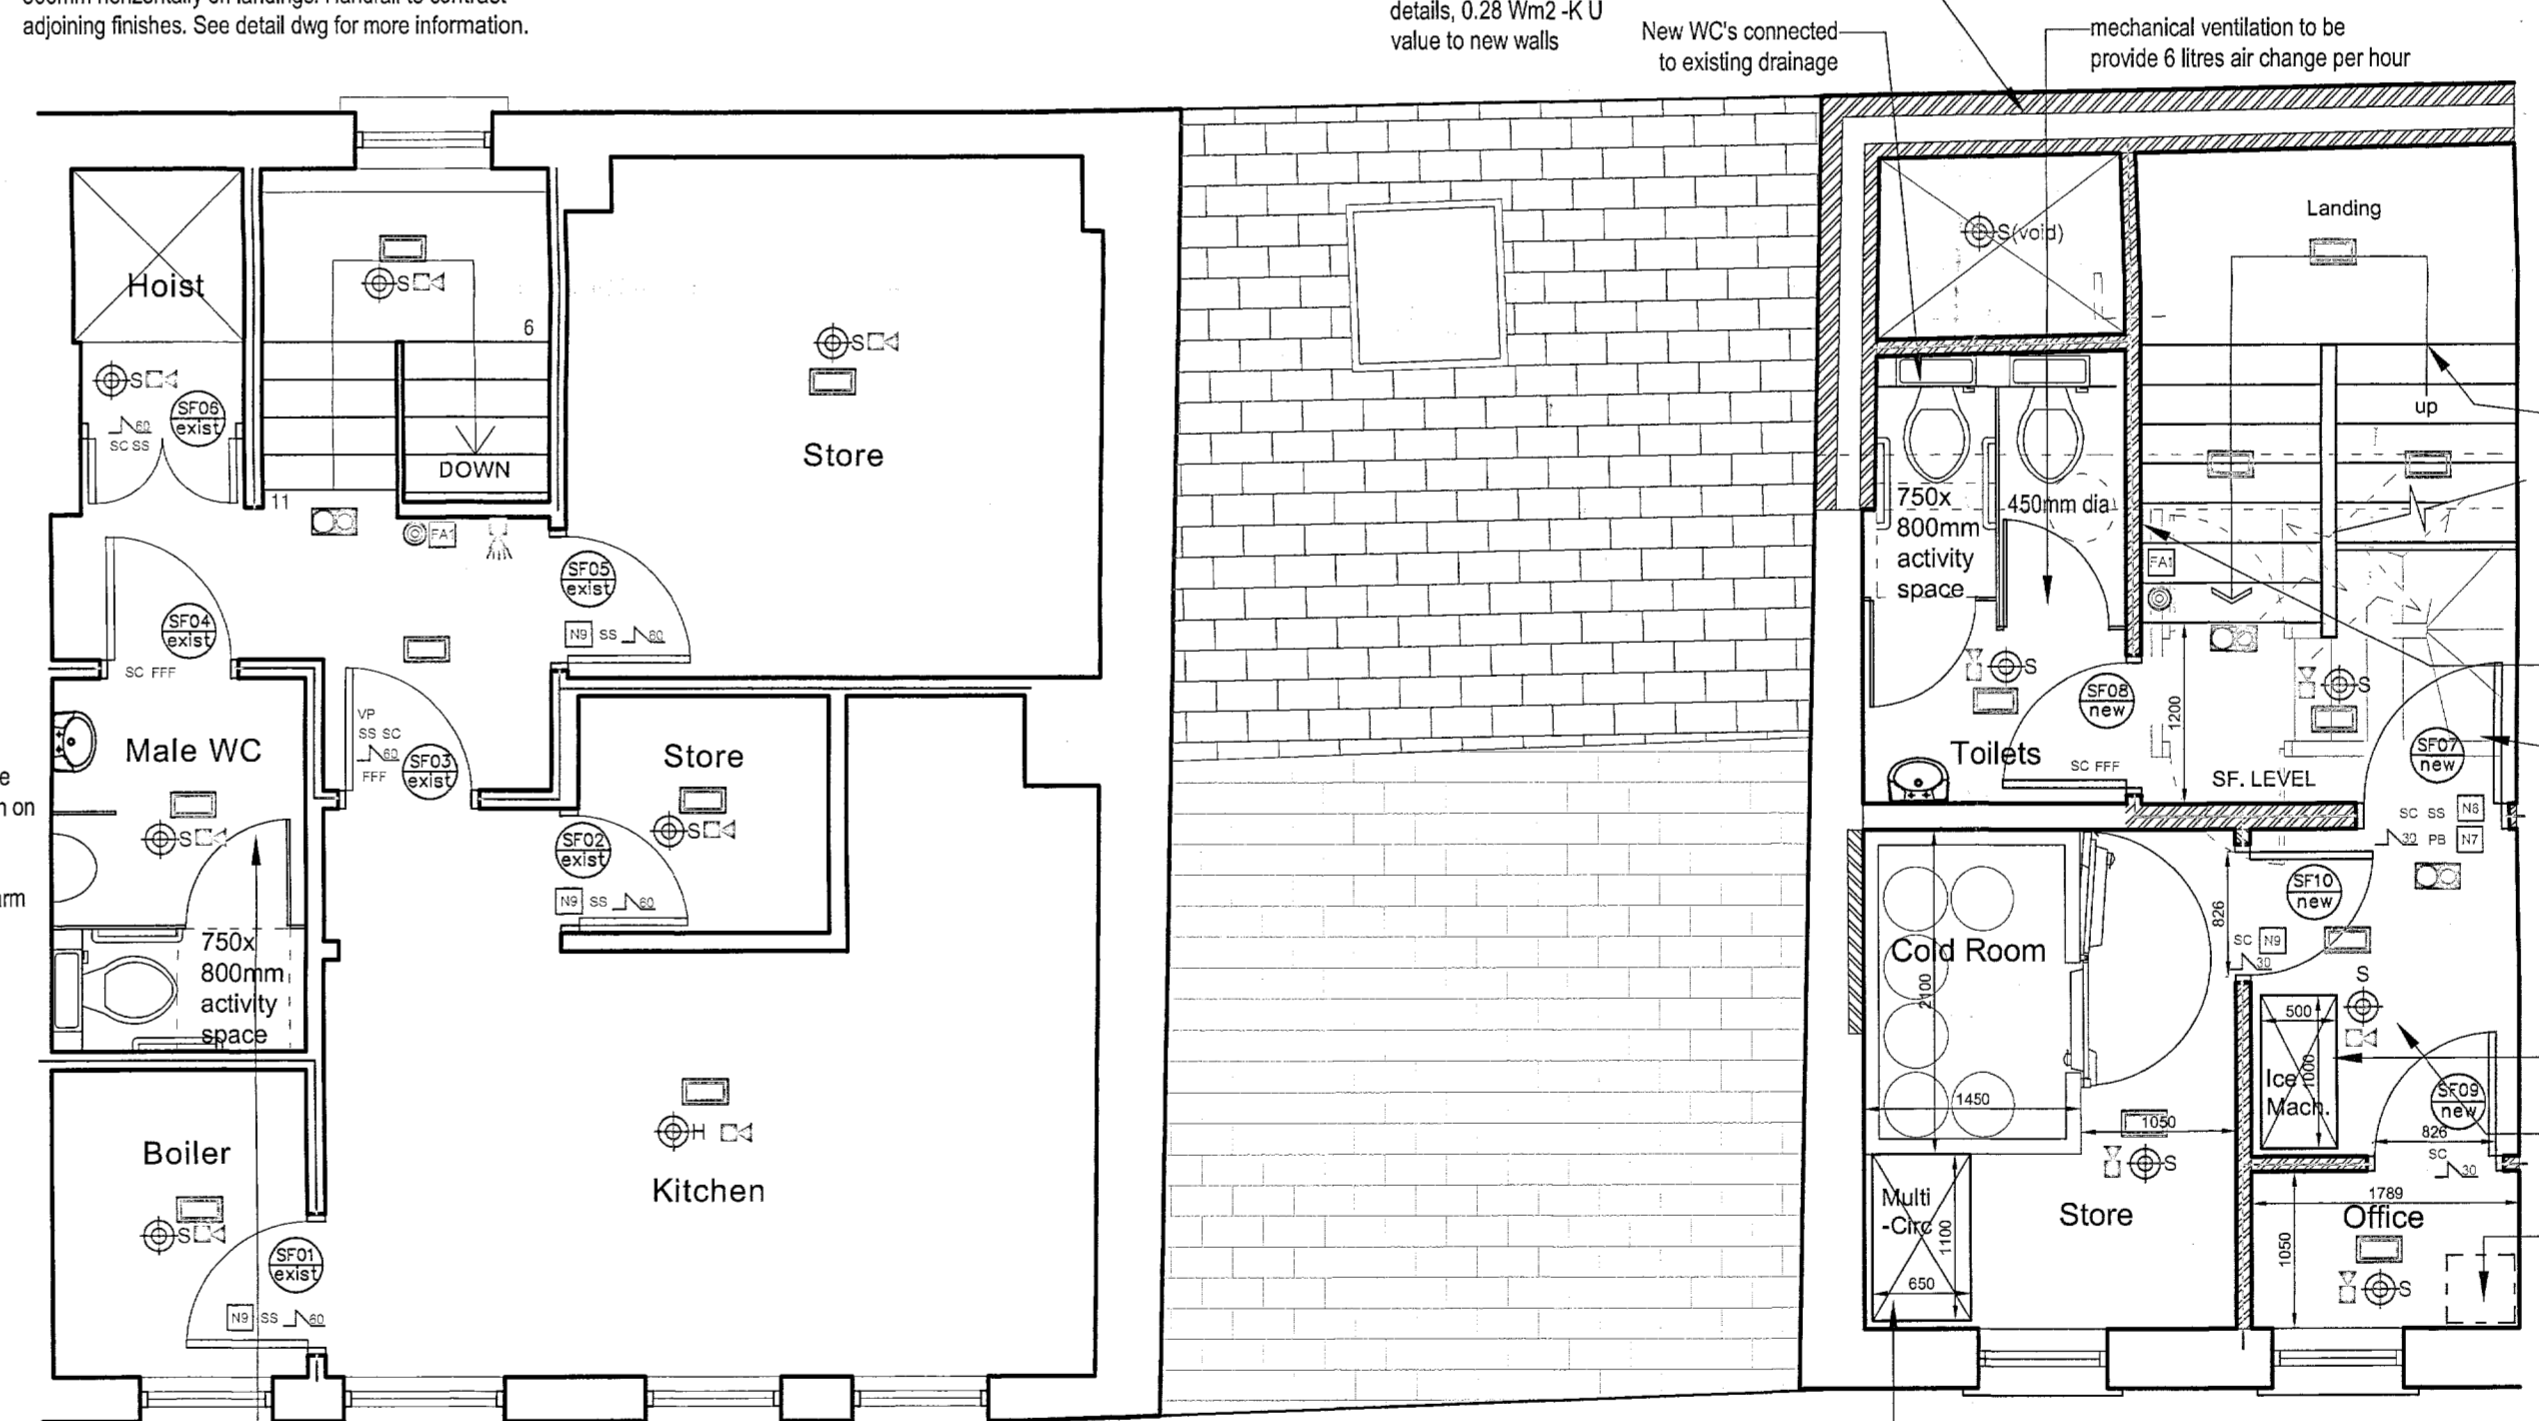 adjoining finishes. See detail dwg for more information.
details, 0.28 Wm2 -K U
value to new walls
New WC's connected
to existing drainage
mechanical ventilation to be
provide 6 litres air change per hour
Hoist
S
SF06
exist
60
SC SS
S
6
DOWN
11
FA1
S
Store
SF05
exist
N9 SS 60
SF04
exist
SC FFF
VP
SS SC
60
FFF
SF03
exist
Male WC
S
750x
800mm
activity
space
Store
S
SF02
exist
N9 SS 60
Boiler
S
SF01
exist
N9 SS 60
H
Kitchen
S(void)
Landing
up
750x
800mm
activity
space
450mm dia
FA1
S
SF08
new
1200
S
Toilets
SC FFF
SF. LEVEL
SF07
new
SC SS N8
30 PB N7
SF10
new
826
SC N9
30
Cold Room
2100
1450
1050
S
500
1000
Ice
Mach.
SF09
new
826
SC
30
S
Multi
-Circ
1100
650
Store
1789
Office
1050
S